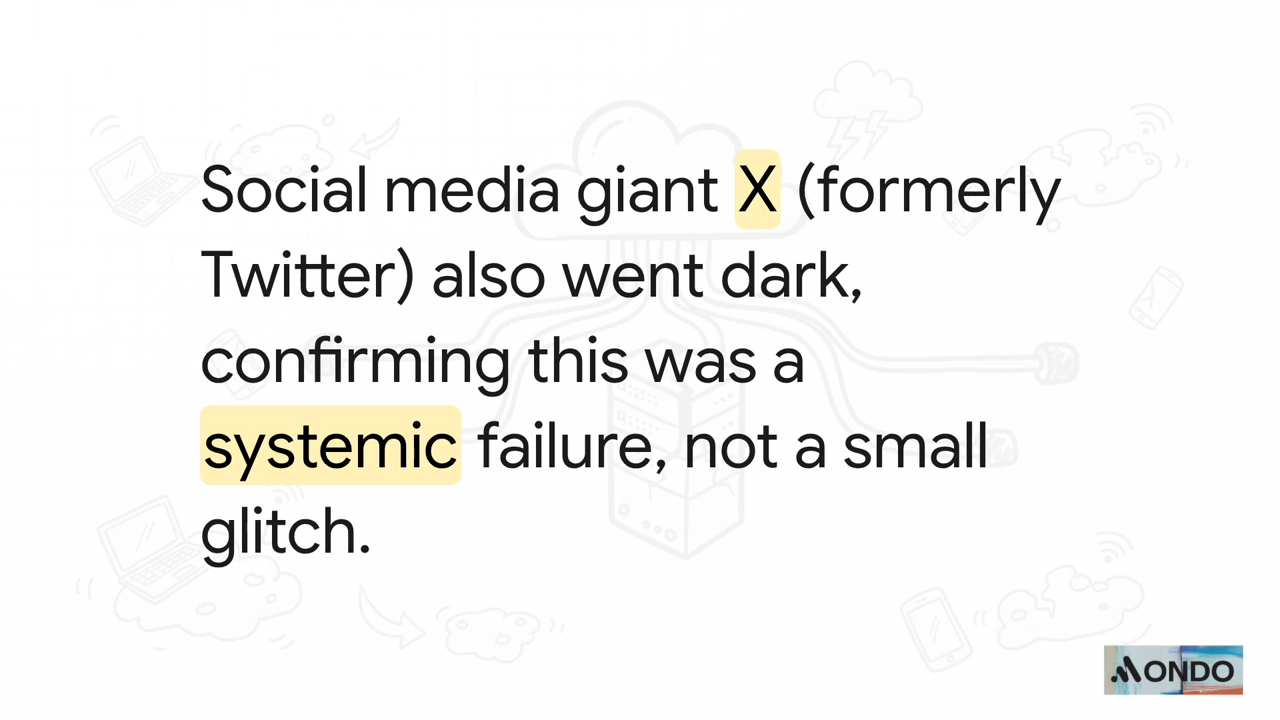 Social media giant X (formerly
Twitter) also went dark,
confirming this was a
systemic failure, not a small
glitch.
MONDO